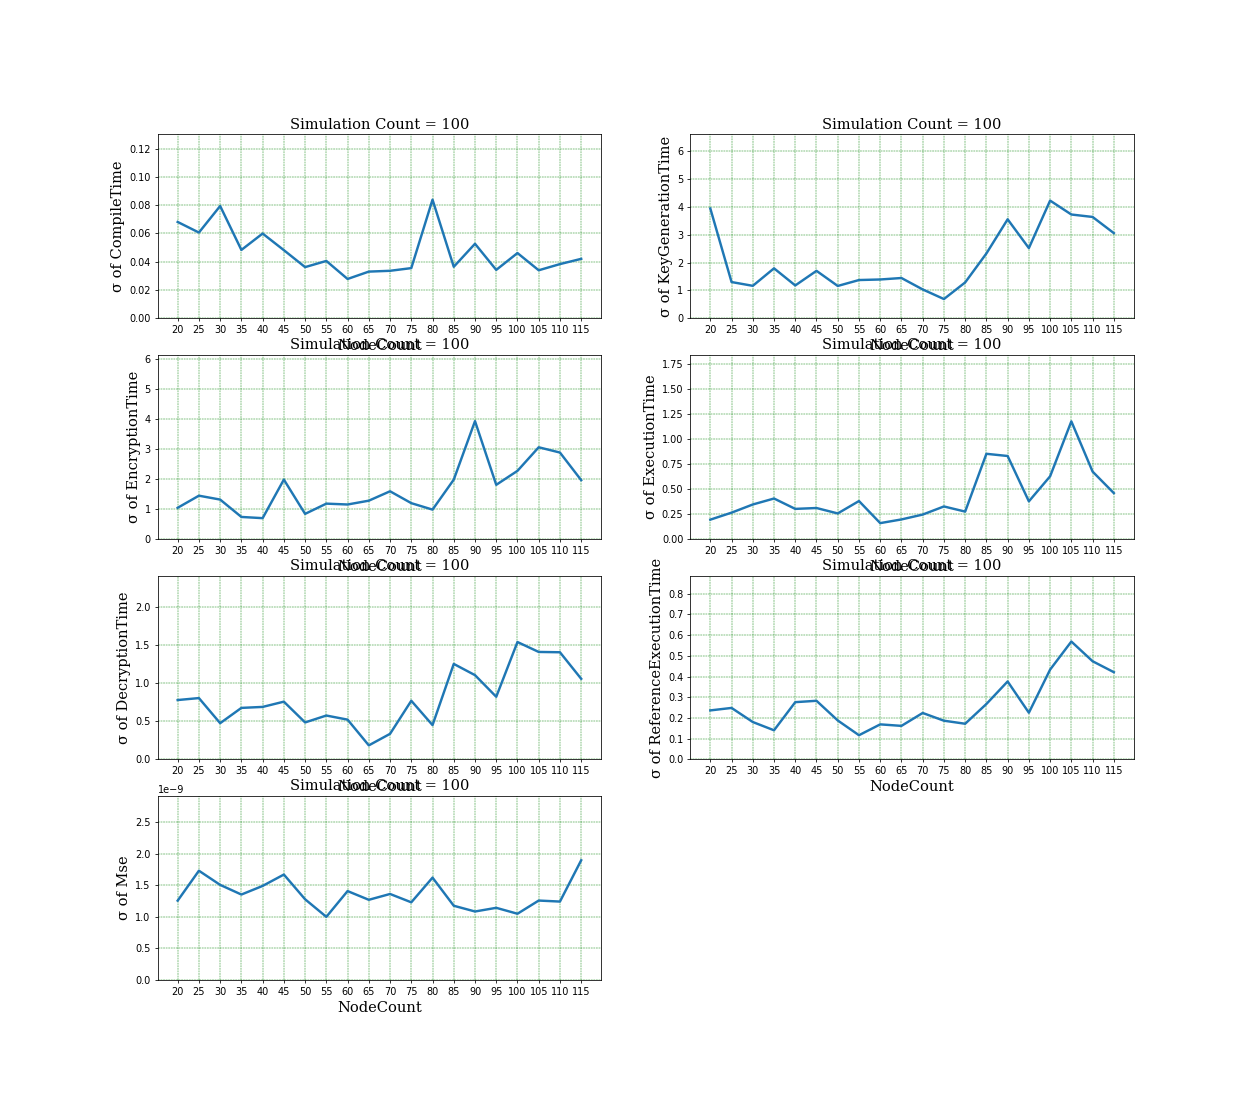 Simulation Count = 100
σ of CompileTime
0.12
0.10
0.08
0.06
0.04
0.02
0.00
20 25 30 35 40 45 50 55 60 65 70 75 80 85 90 95 100 105 110 115
NodeCount
Simulation Count = 100
σ of KeyGenerationTime
6
5
4
3
2
1
0
20 25 30 35 40 45 50 55 60 65 70 75 80 85 90 95 100 105 110 115
NodeCount
Simulation Count = 100
σ of EncryptionTime
6
5
4
3
2
1
0
20 25 30 35 40 45 50 55 60 65 70 75 80 85 90 95 100 105 110 115
NodeCount
Simulation Count = 100
σ of ExecutionTime
1.75
1.50
1.25
1.00
0.75
0.50
0.25
0.00
20 25 30 35 40 45 50 55 60 65 70 75 80 85 90 95 100 105 110 115
NodeCount
Simulation Count = 100
σ of DecryptionTime
2.0
1.5
1.0
0.5
0.0
20 25 30 35 40 45 50 55 60 65 70 75 80 85 90 95 100 105 110 115
NodeCount
Simulation Count = 100
σ of ReferenceExecutionTime
0.8
0.7
0.6
0.5
0.4
0.3
0.2
0.1
0.0
20 25 30 35 40 45 50 55 60 65 70 75 80 85 90 95 100 105 110 115
NodeCount
Simulation Count = 100
1e−9
σ of Mse
2.5
2.0
1.5
1.0
0.5
0.0
20 25 30 35 40 45 50 55 60 65 70 75 80 85 90 95 100 105 110 115
NodeCount